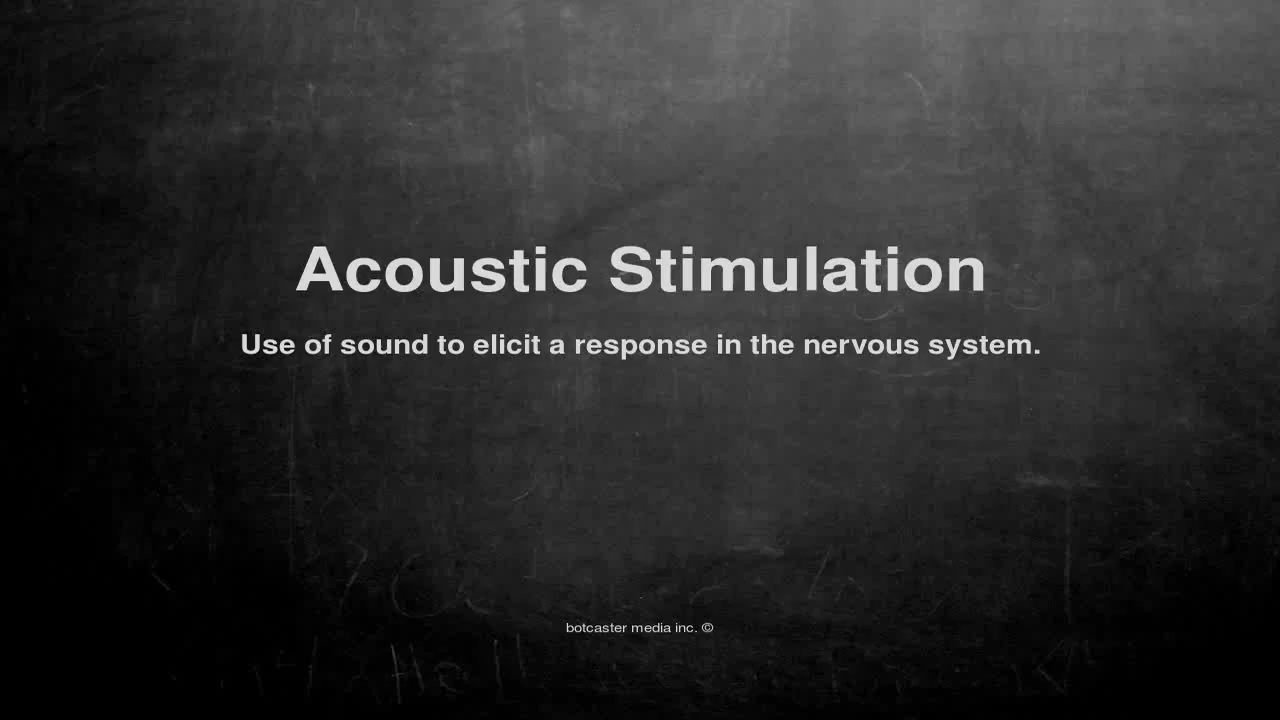 Acoustic Stimulation
Use of sound to elicit a response in the nervous system.
botcaster media inc. ©